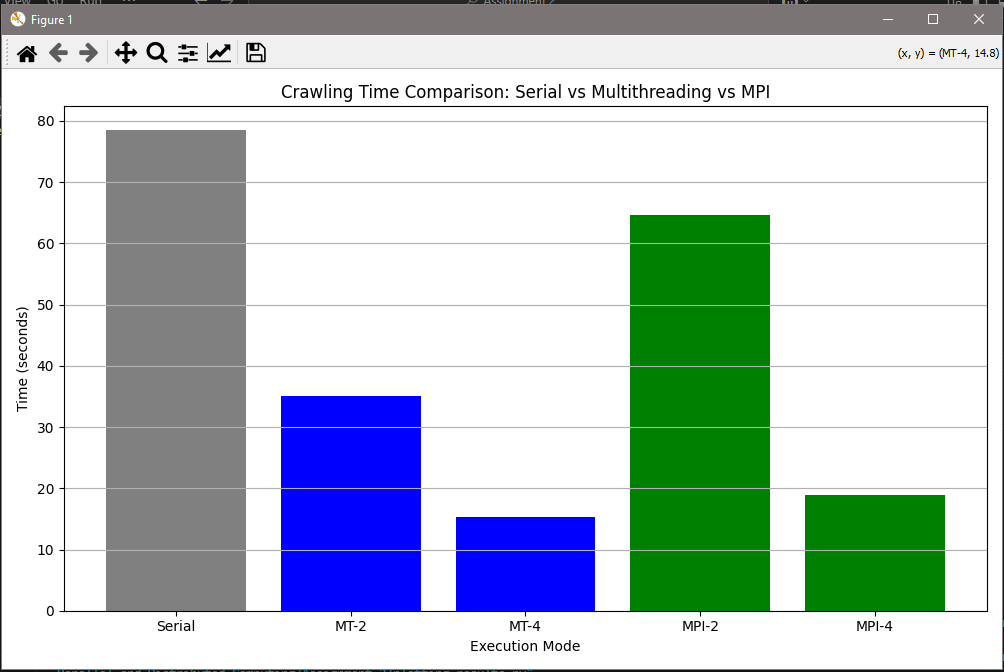 Figure 1
(x, y) = (MT-4, 14.8)
Crawling Time Comparison: Serial vs Multithreading vs MPI
80
70
60
50
40
30
20
10
0
Time (seconds)
Serial MT-2 MT-4 MPI-2 MPI-4
Execution Mode